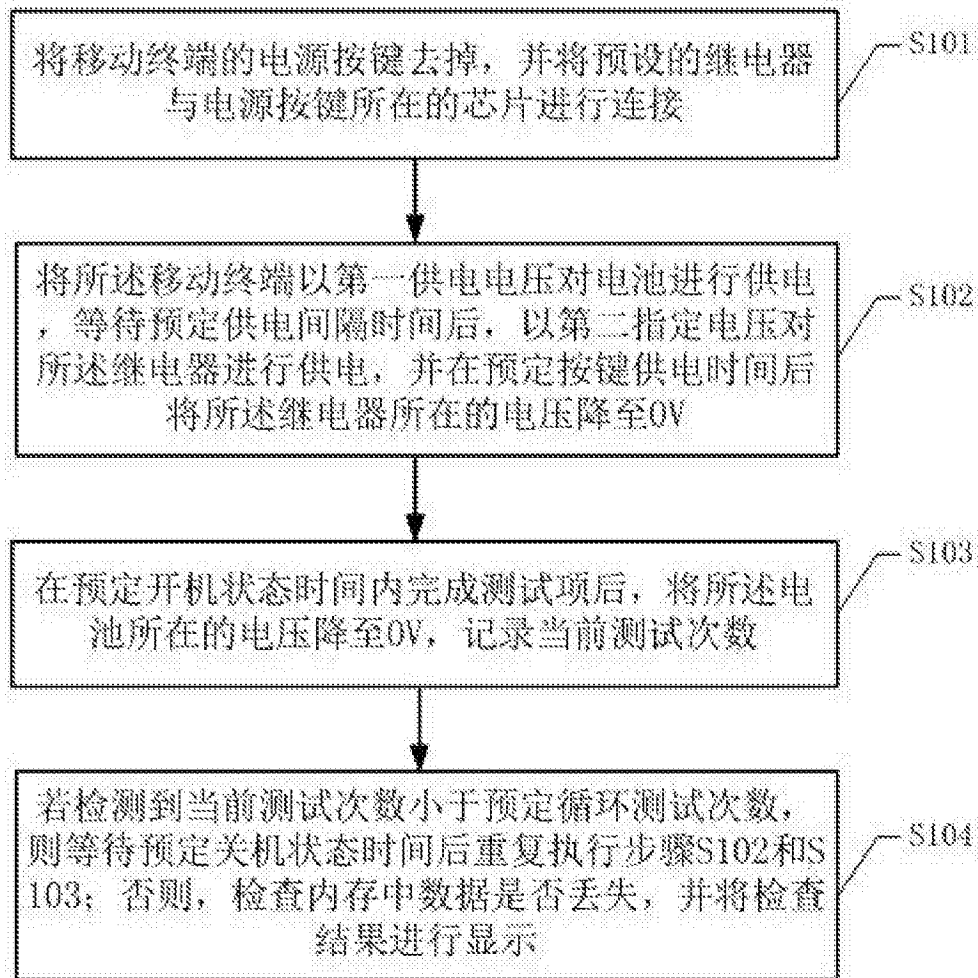 将移动终端的电源按键去掉，并将预设的继电器
与电源按键所在的芯片进行连接
S101
将所述移动终端以第一供电电压对电池进行供电
，等待预定供电间隔时间后，以第二指定电压对
所述继电器进行供电，并在预定按键供电时间后
将所述继电器所在的电压降至0V
S102
在预定开机状态时间内完成测试项后，将所述电
池所在的电压降至0V，记录当前测试次数
S103
若检测到当前测试次数小于预定循环测试次数，
则等待预定关机状态时间后重复执行步骤S102和S
103；否则，检查内存中数据是否丢失，并将检查
结果进行显示
S104